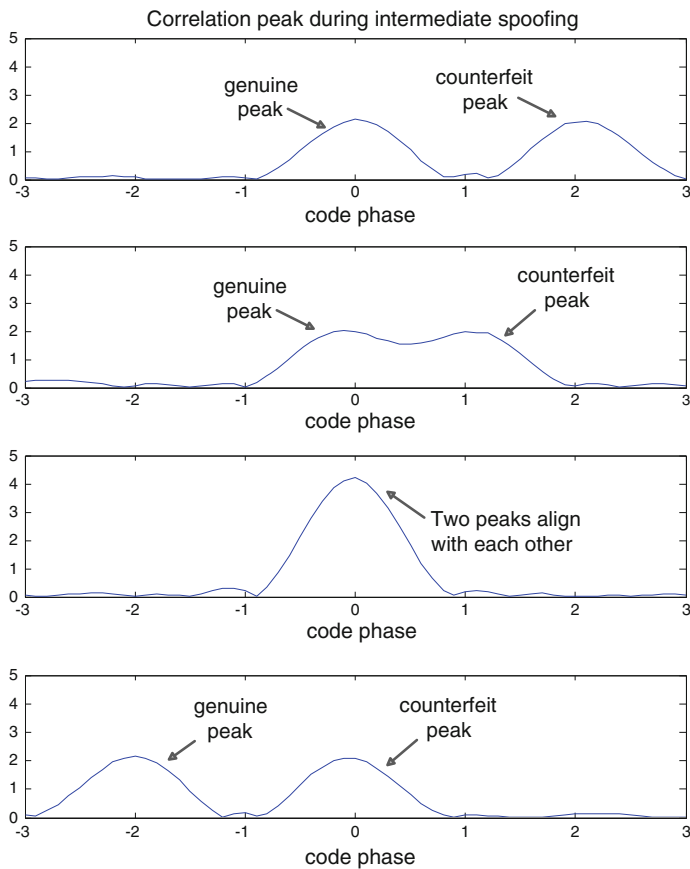 Correlation peak during intermediate spoofing
5
4
3
2
1
0
genuine
peak
counterfeit
peak
-3 -2 -1 0 1 2 3
code phase
5
4
3
2
1
0
genuine
peak
counterfeit
peak
-3 -2 -1 0 1 2 3
code phase
5
4
3
2
1
0
Two peaks align
with each other
-3 -2 -1 0 1 2 3
code phase
5
4
3
2
1
0
genuine
peak
counterfeit
peak
-3 -2 -1 0 1 2 3
code phase